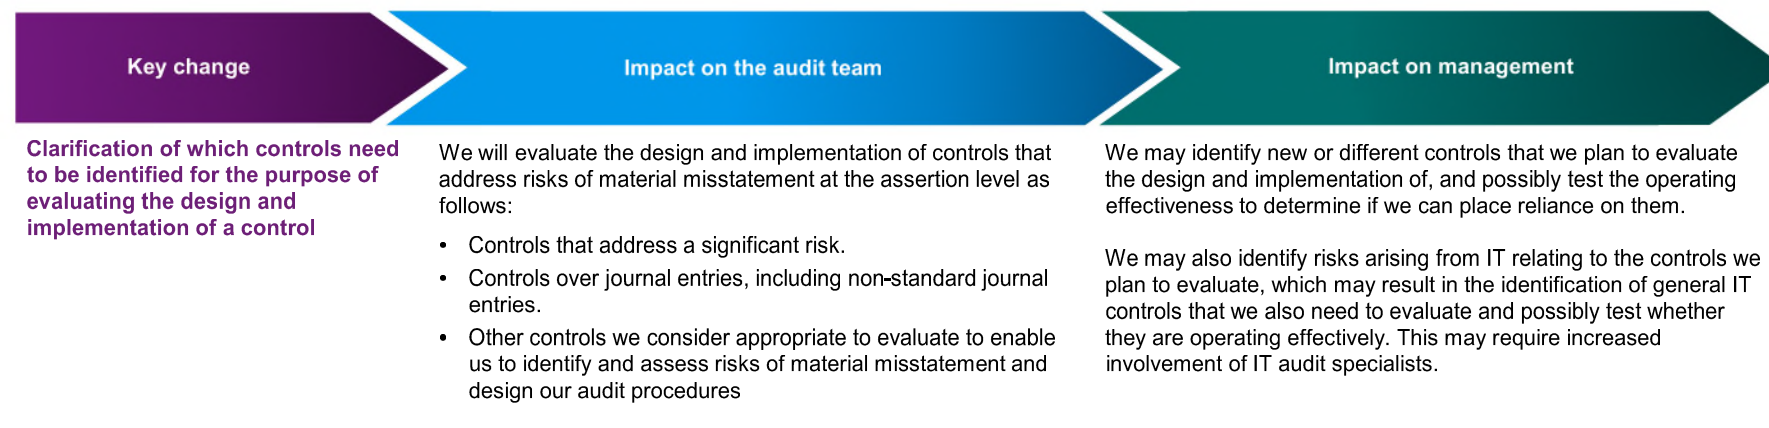 Key change
Impact on the audit team
Impact on management
Clarification of which controls need
to be identified for the purpose of
evaluating the design and
implementation of a control
We will evaluate the design and implementation of controls that
address risks of material misstatement at the assertion level as
follows:
• Controls that address a significant risk.
• Controls over journal entries, including non-standard journal
entries.
• Other controls we consider appropriate to evaluate to enable
us to identify and assess risks of material misstatement and
design our audit procedures
We may identify new or different controls that we plan to evaluate
the design and implementation of, and possibly test the operating
effectiveness to determine if we can place reliance on them.
We may also identify risks arising from IT relating to the controls we
plan to evaluate, which may result in the identification of general IT
controls that we also need to evaluate and possibly test whether
they are operating effectively. This may require increased
involvement of IT audit specialists.